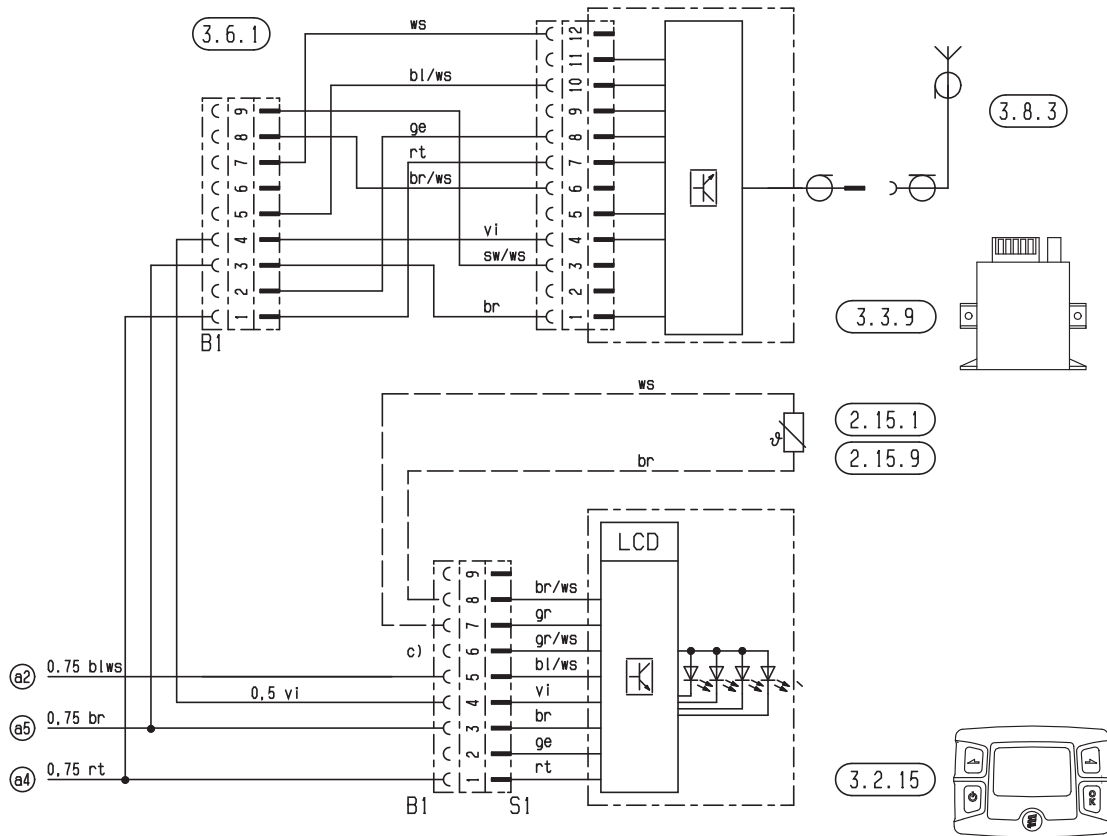 3.6.1
ws
12
11
bl/ws
10
9
9
8
ge
8
7
rt
7
6
br/ws
6
5
5
4
vi
4
3
sw/ws
3
2
2
1
br
1
B1
3.8.3
3.3.9
ws
ϑ
2.15.1
br
2.15.9
LCD
9
8
br/ws
7
gr
c)
6
gr/ws
a2
0.75 blws
5
bl/ws
0,5 vi
4
vi
a5
0,75 br
3
br
2
ge
a4
0,75 rt
1
rt
B1
S1
3.2.15
OK